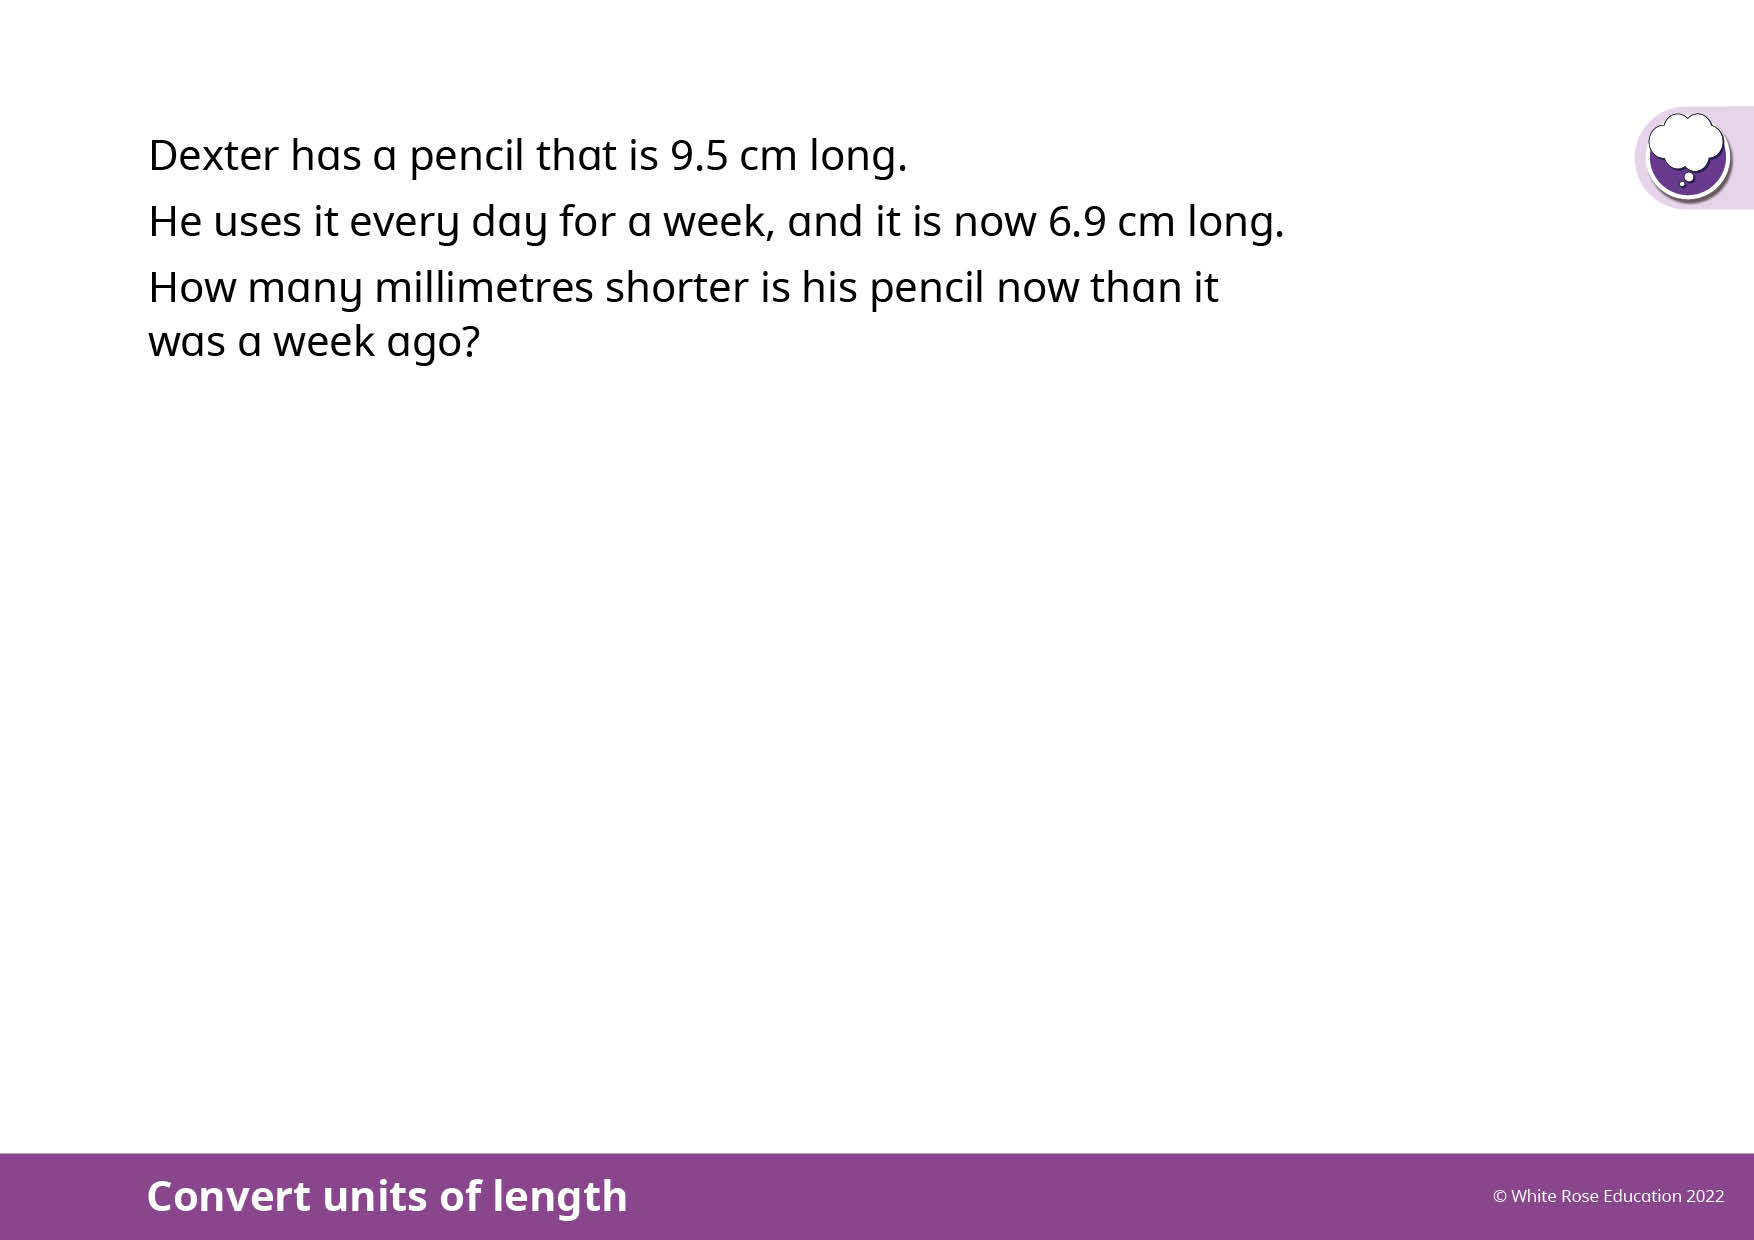 Dexter has a pencil that is 9.5 cm long.
He uses it every day for a week, and it is now 6.9 cm long.
How many millimetres shorter is his pencil now than it
was a week ago?
Convert units of length
© White Rose Education 2022